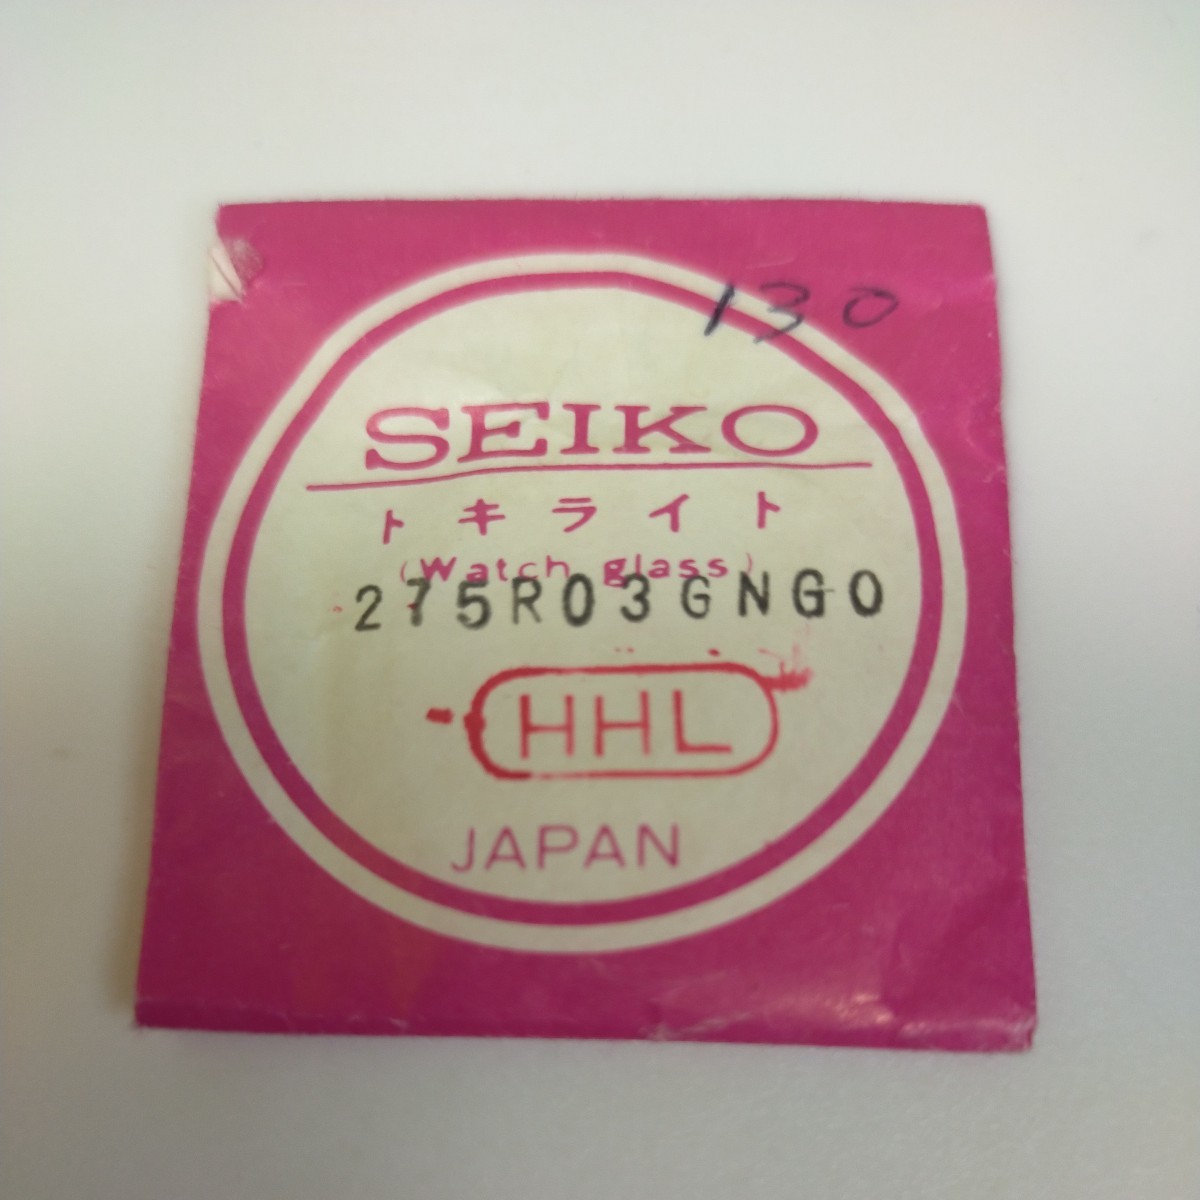 130
SEIKO
トキライト
(Watch glass)
275R03GNG0
HHL
JAPAN